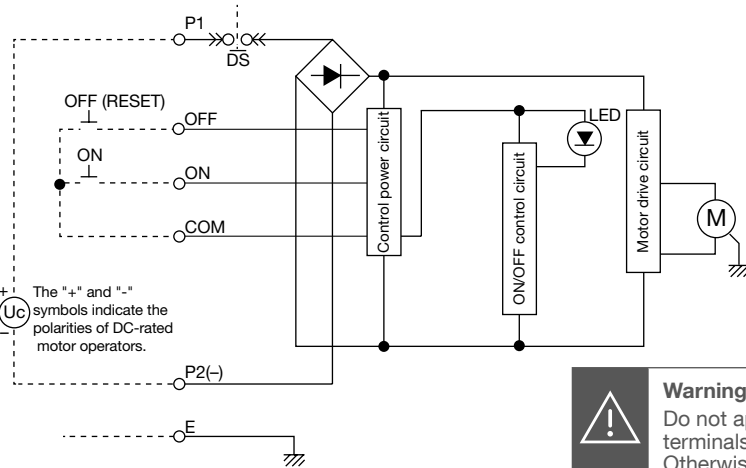 P1
DS
OFF (RESET)
OFF
ON
ON
COM
Control power circuit
ON/OFF control circuit
LED
Motor drive circuit
M
+
Uc
–
The "+" and "-"
symbols indicate the
polarities of DC-rated
motor operators.
P2(–)
E
Warning
Do not ap
terminals
Otherwis